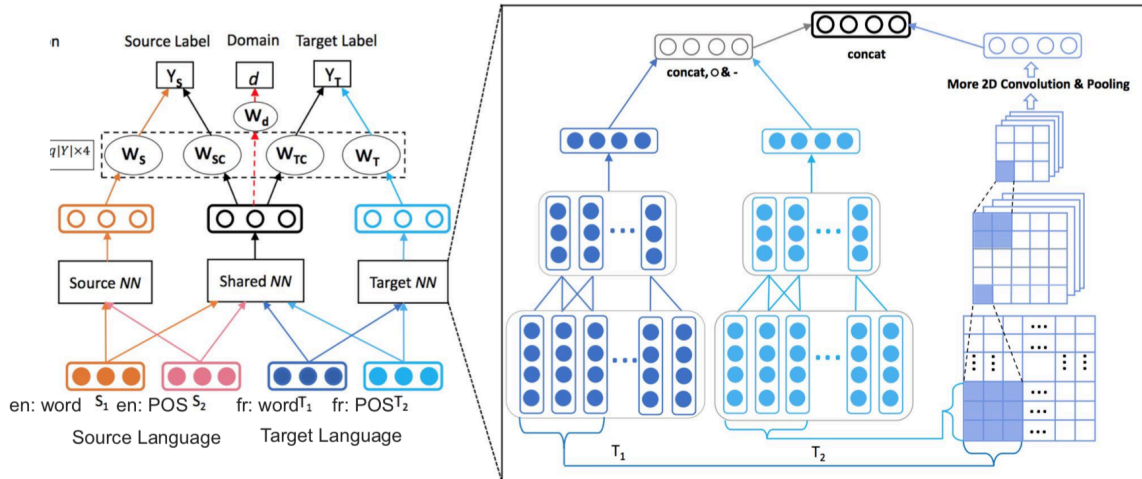 on
Source Label
Domain
Target Label
Y_S
d
Y_T
W_d
q|Y|×4
W_S
W_SC
W_TC
W_T
Source NN
Shared NN
Target NN
en: word S_1
en: POS S_2
fr: word T_1
fr: POS T_2
Source Language
Target Language
concat, ○ & -
concat
More 2D Convolution & Pooling
...
...
...
...
...
...
...
...
T_1
T_2